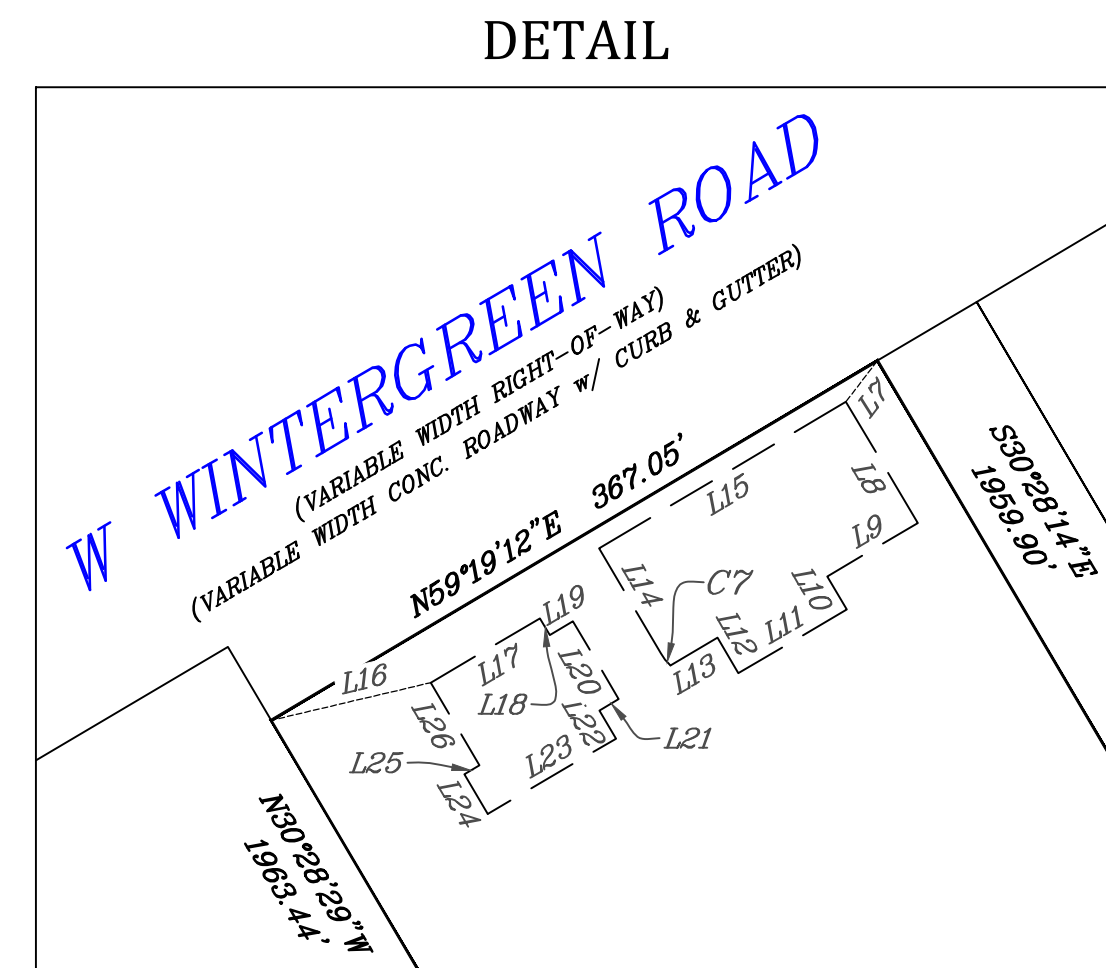 DETAIL
W WINTERGREEN ROAD
(VARIABLE WIDTH RIGHT-OF-WAY)
(VARIABLE WIDTH CONC. ROADWAY w/ CURB & GUTTER)
N59°19'12"E 367.05'
L7
S30°28'14"E
1959.90'
L8
L15
L9
L14
C7
L10
L12
L11
L13
L19
L17
L16
L20
L18
L26
L22
L21
L25
L23
L24
N30°28'29"W
1963.44'